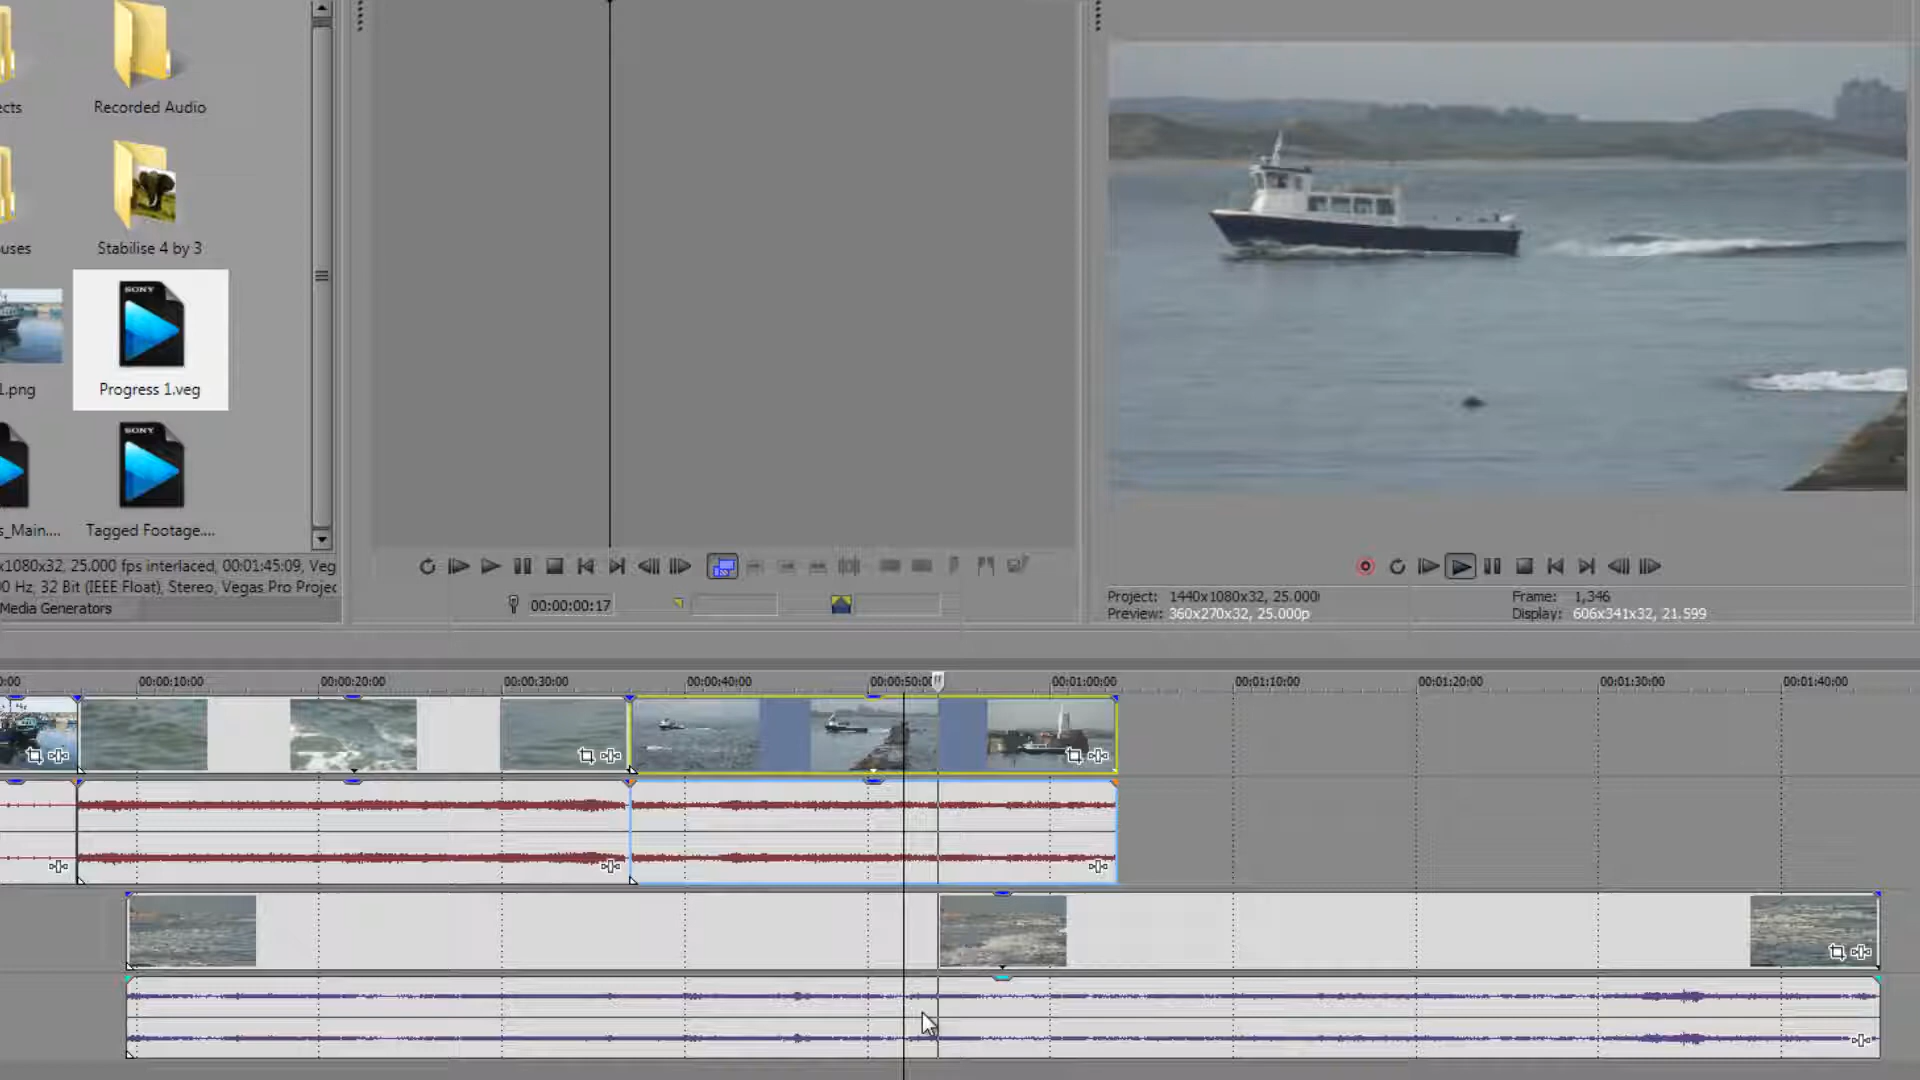 ects
Recorded Audio
uses
Stabilise 4 by 3
SONY
1.png
Progress 1.veg
SONY
s_Main....
Tagged Footage....
x1080x32, 25.000 fps interlaced, 00:01:45:09, Veg
00 Hz, 32 Bit (IEEE Float), Stereo, Vegas Pro Projec
Media Generators
00:00:00:17
Project: 1440x1080x32, 25.000i
Preview: 360x270x32, 25.000p
Frame: 1,346
Display: 606x341x32, 21.599
0:00
00:00:10:00
00:00:20:00
00:00:30:00
00:00:40:00
00:00:50:00
00:01:00:00
00:01:10:00
00:01:20:00
00:01:30:00
00:01:40:00